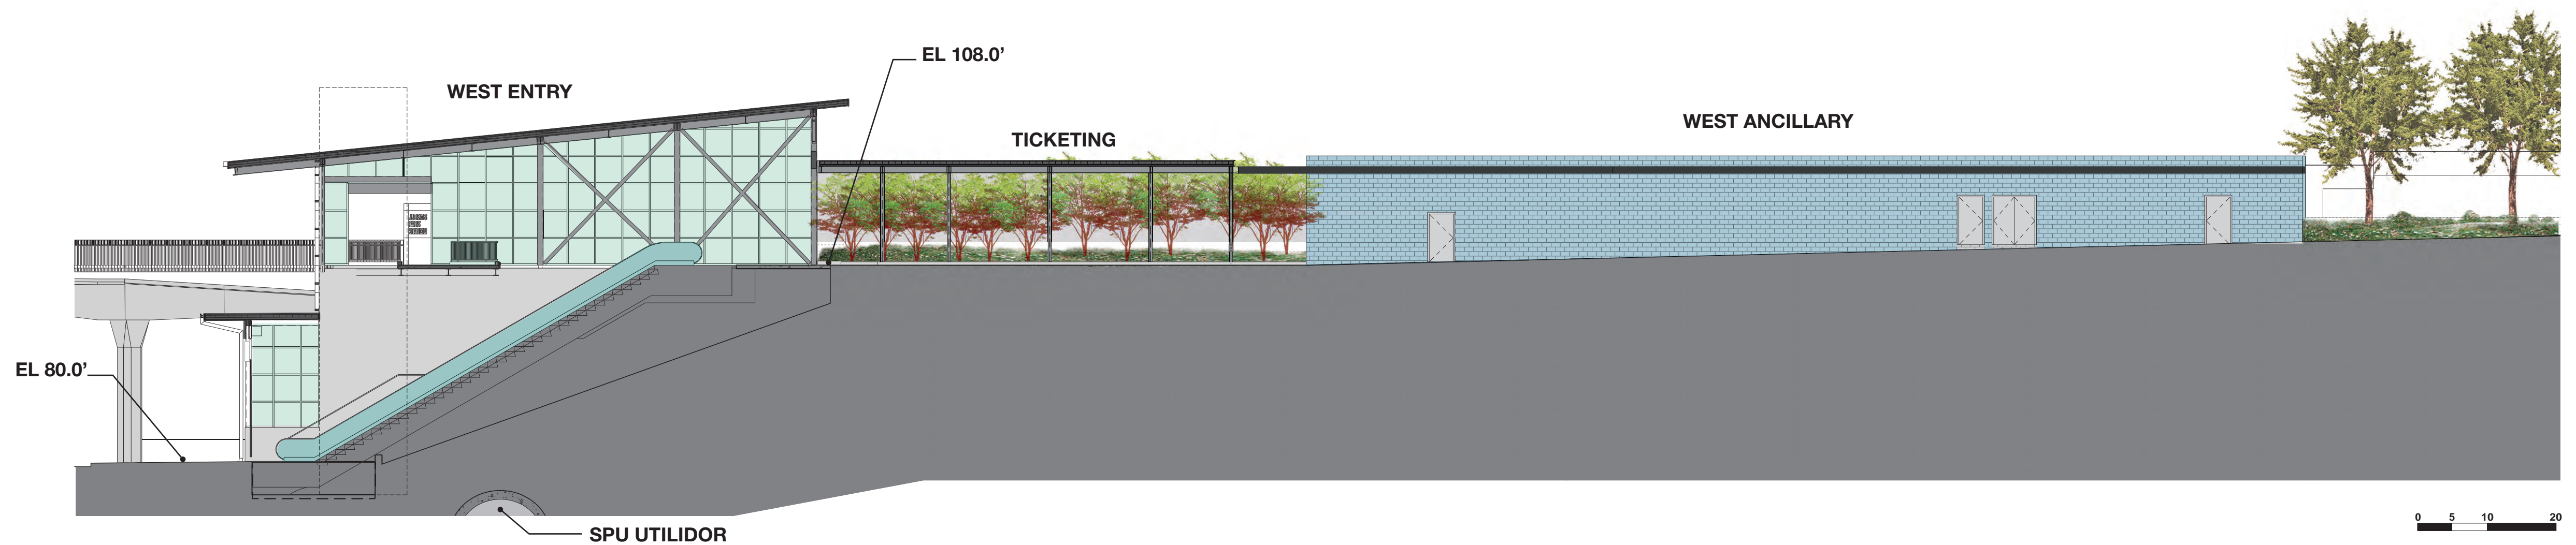 EL 108.0’
WEST ENTRY
WEST ANCILLARY
TICKETING
EL 80.0’
0 5 10 20
SPU UTILIDOR